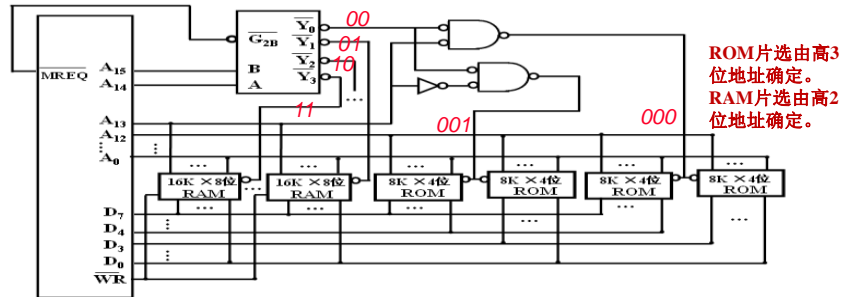 G2B
Y0
00
Y1
01
Y2
10
Y3
B
A
11
MREQ
A15
A14
A13
A12
A0
ROM片选由高3
位地址确定。
RAM片选由高2
位地址确定。
001
000
16K ×8位
RAM
16K ×8位
RAM
8K ×4位
ROM
8K ×4位
ROM
8K ×4位
ROM
8K ×4位
ROM
D7
D4
D3
D0
WR